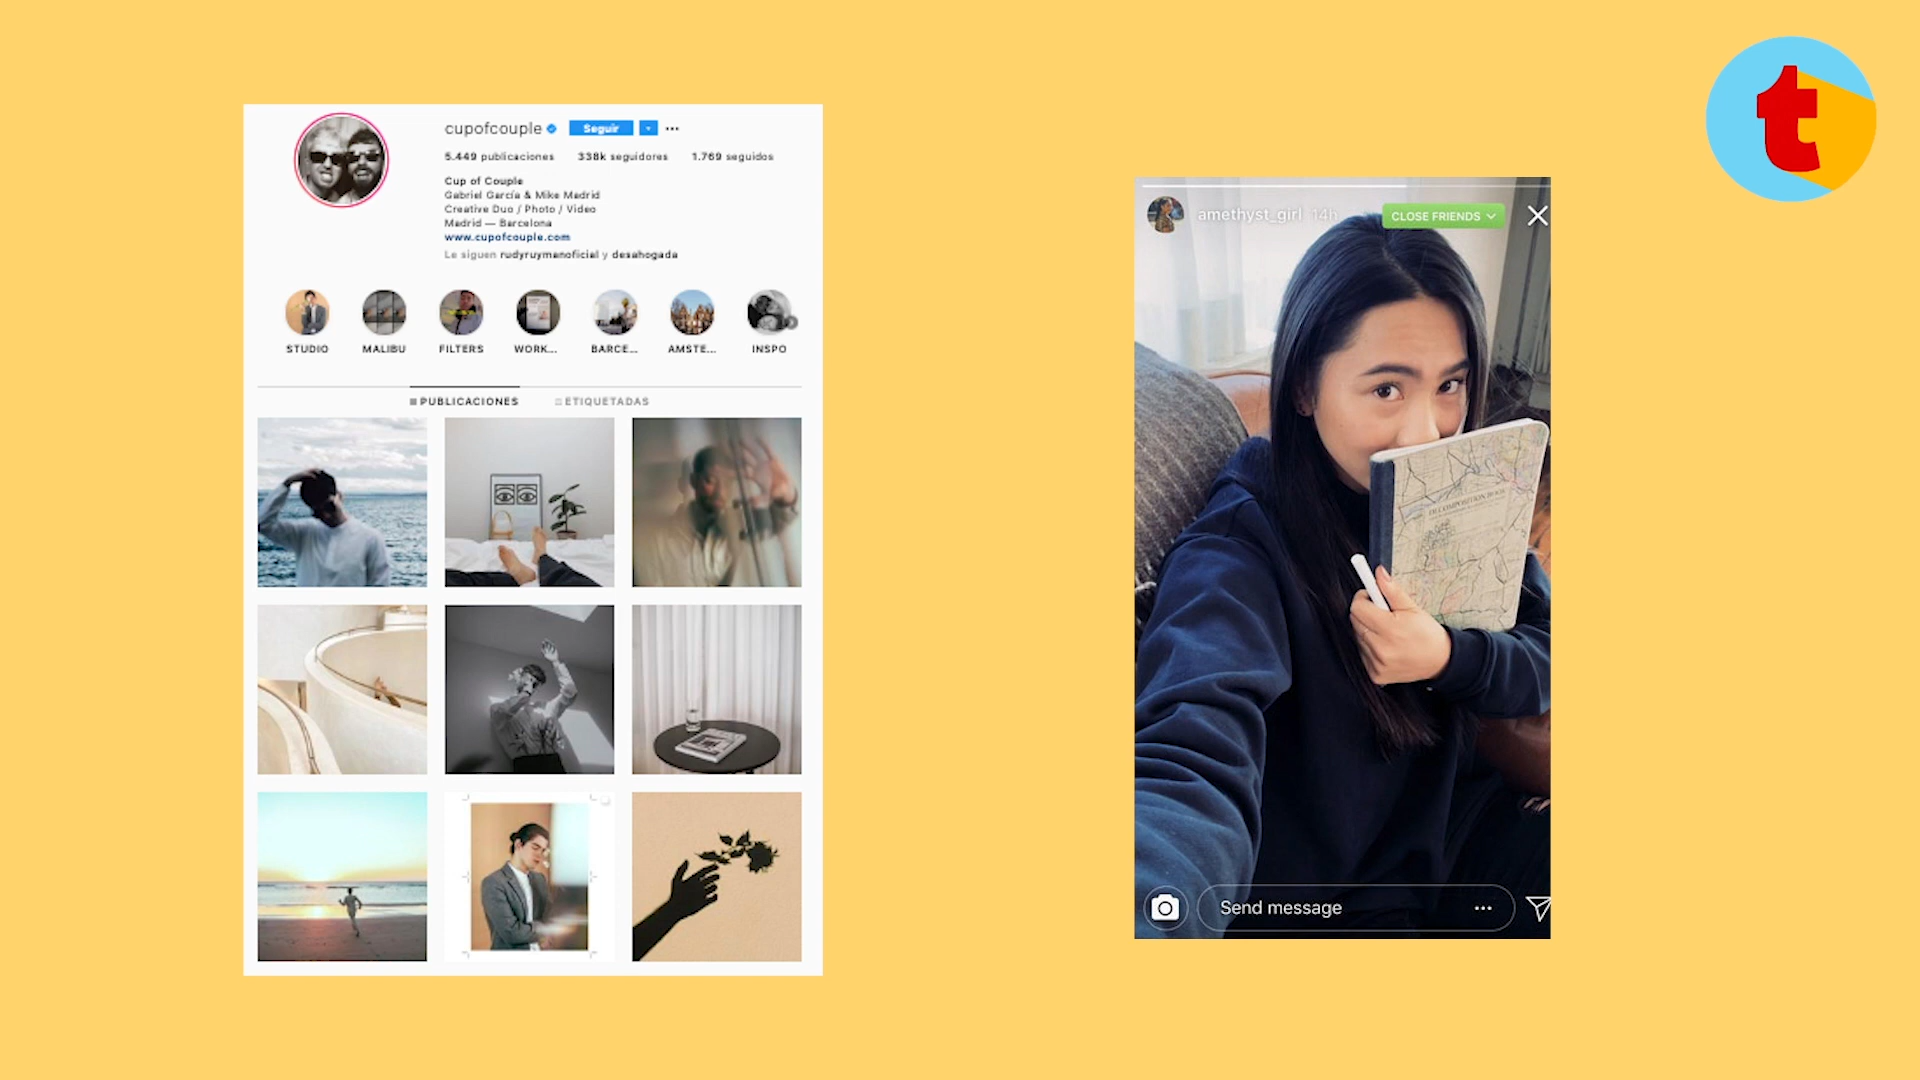 cupofcouple
Seguir
5.449 publicaciones 338k seguidores 1.769 seguidos
Cup of Couple
Gabriel García & Mike Madrid
Creative Duo / Photo / Video
Madrid — Barcelona
www.cupofcouple.com
Le siguen rudyruymanoficial y desahogada
STUDIO MALIBU FILTERS WORK... BARCE... AMSTE... INSPO
PUBLICACIONES ETIQUETADAS
t
amethyst_girl 14h CLOSE FRIENDS
DECOMPOSITION BOOK
Send message